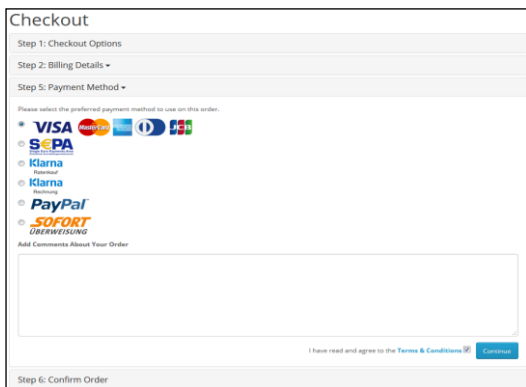 Checkout
Step 1: Checkout Options
Step 2: Billing Details
Step 5: Payment Method
Please select the preferred payment method to use on this order.
VISA MasterCard JCB
SEPA
Klarna
Ratenkauf
Klarna
Rechnung
PayPal
SOFORT
ÜBERWEISUNG
Add Comments About Your Order
I have read and agree to the Terms & Conditions Continue
Step 6: Confirm Order